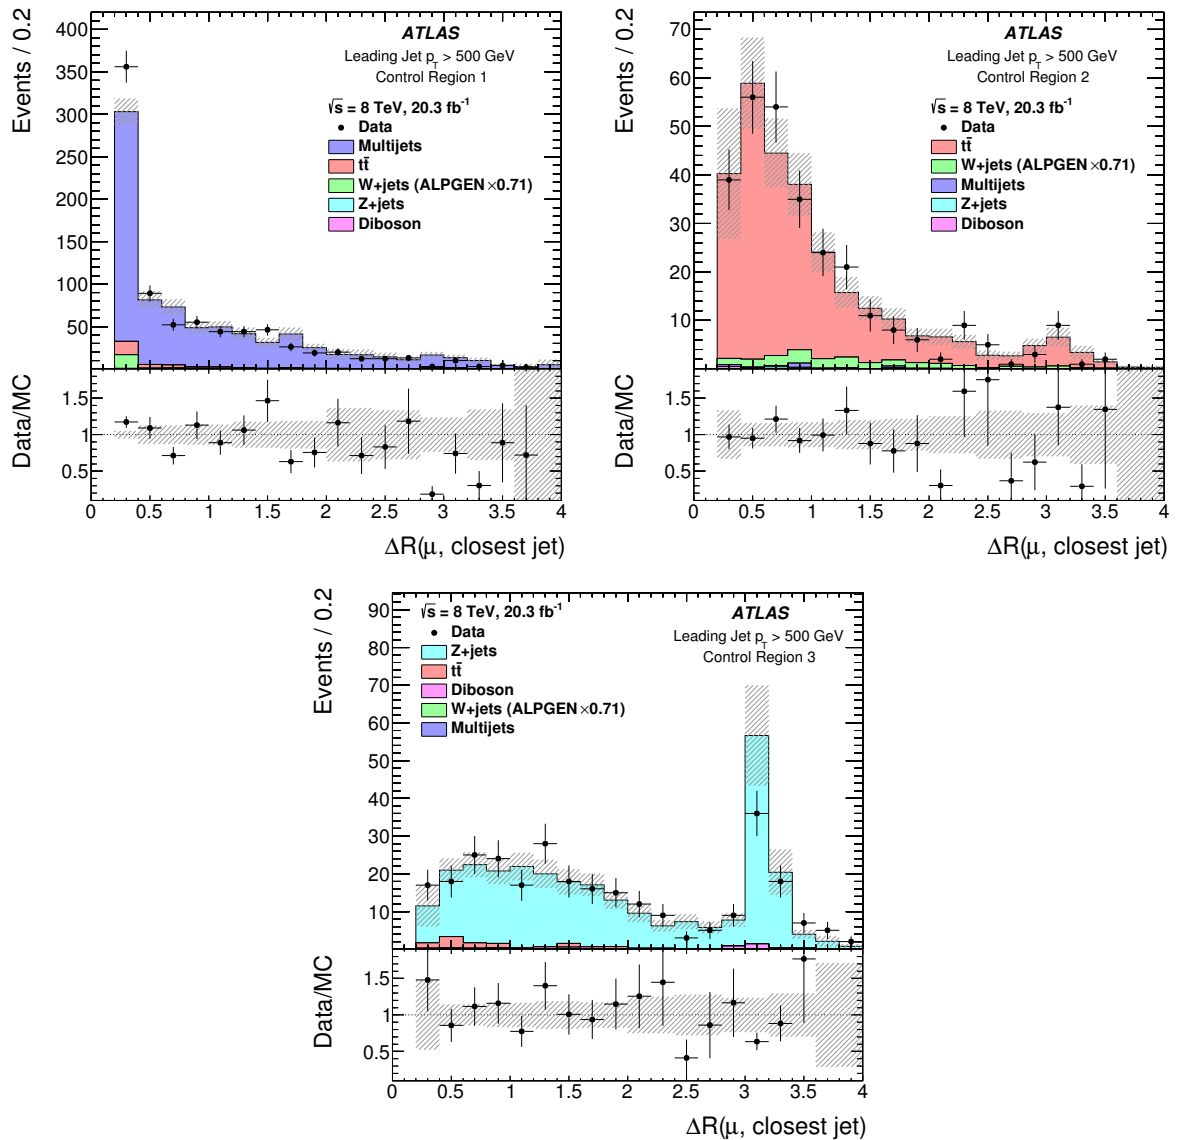 ATLAS
Leading Jet p_T > 500 GeV
Control Region 1
√s = 8 TeV, 20.3 fb⁻¹
Data
Multijets
tt̄
W+jets (ALPGEN×0.71)
Z+jets
Diboson
Events / 0.2
400
350
300
250
200
150
100
50
Data/MC
1.5
1
0.5
0 0.5 1 1.5 2 2.5 3 3.5 4
ΔR(μ, closest jet)
ATLAS
Leading Jet p_T > 500 GeV
Control Region 2
√s = 8 TeV, 20.3 fb⁻¹
Data
tt̄
W+jets (ALPGEN×0.71)
Multijets
Z+jets
Diboson
Events / 0.2
70
60
50
40
30
20
10
Data/MC
1.5
1
0.5
0 0.5 1 1.5 2 2.5 3 3.5 4
ΔR(μ, closest jet)
√s = 8 TeV, 20.3 fb⁻¹
Data
Z+jets
tt̄
Diboson
W+jets (ALPGEN×0.71)
Multijets
ATLAS
Leading Jet p_T > 500 GeV
Control Region 3
Events / 0.2
90
80
70
60
50
40
30
20
10
Data/MC
1.5
1
0.5
0 0.5 1 1.5 2 2.5 3 3.5 4
ΔR(μ, closest jet)